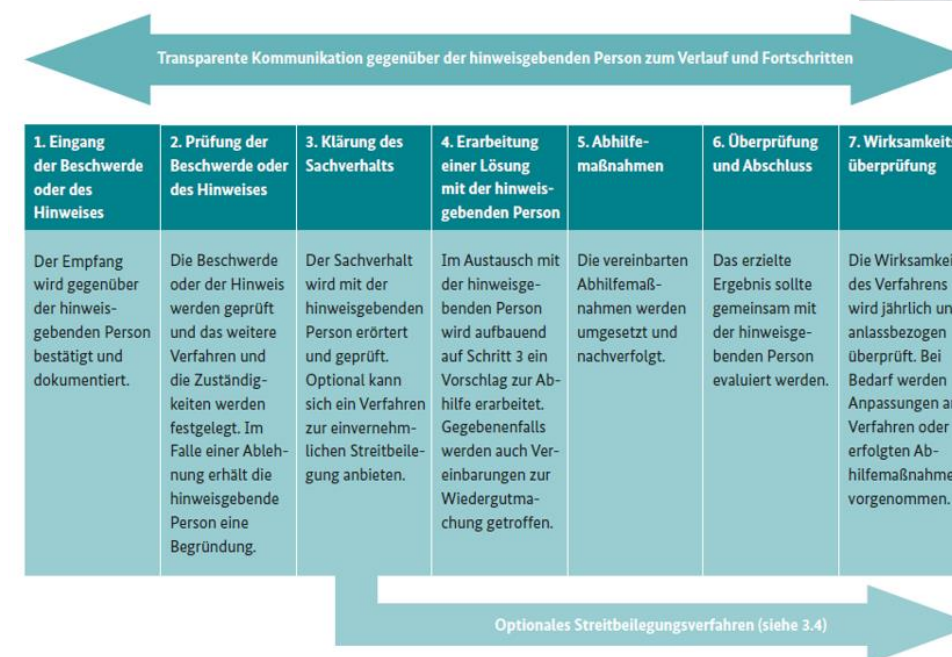 Transparente Kommunikation gegenüber der hinweisgebenden Person zum Verlauf und Fortschritten
1. Eingang
der Beschwerde
oder des
Hinweises
Der Empfang
wird gegenüber
der hinweis-
gebenden Person
bestätigt und
dokumentiert.
2. Prüfung der
Beschwerde oder
des Hinweises
Die Beschwerde
oder der Hinweis
werden geprüft
und das weitere
Verfahren und
die Zuständig-
keiten werden
festgelegt. Im
Falle einer Ableh-
nung erhält die
hinweisgebende
Person eine
Begründung.
3. Klärung des
Sachverhalts
Der Sachverhalt
wird mit der
hinweisgebenden
Person erörtert
und geprüft.
Optional kann
sich ein Verfahren
zur einvernehm-
lichen Streitbeile-
gung anbieten.
4. Erarbeitung
einer Lösung
mit der hinweis-
gebenden Person
Im Austausch mit
der hinweisge-
benden Person
wird aufbauend
auf Schritt 3 ein
Vorschlag zur Ab-
hilfe erarbeitet.
Gegebenenfalls
werden auch Ver-
einbarungen zur
Wiedergutma-
chung getroffen.
5. Abhilfe-
maßnahmen
Die vereinbarten
Abhilfemaß-
nahmen werden
umgesetzt und
nachverfolgt.
6. Überprüfung
und Abschluss
Das erzielte
Ergebnis sollte
gemeinsam mit
der hinweisge-
benden Person
evaluiert werden.
7. Wirksamkeits
überprüfung
Die Wirksamkei
des Verfahrens
wird jährlich un
anlassbezogen
überprüft. Bei
Bedarf werden
Anpassungen a
Verfahren oder
erfolgten Ab-
hilfemaßnahme
vorgenommen.
Optionales Streitbeilegungsverfahren (siehe 3.4)